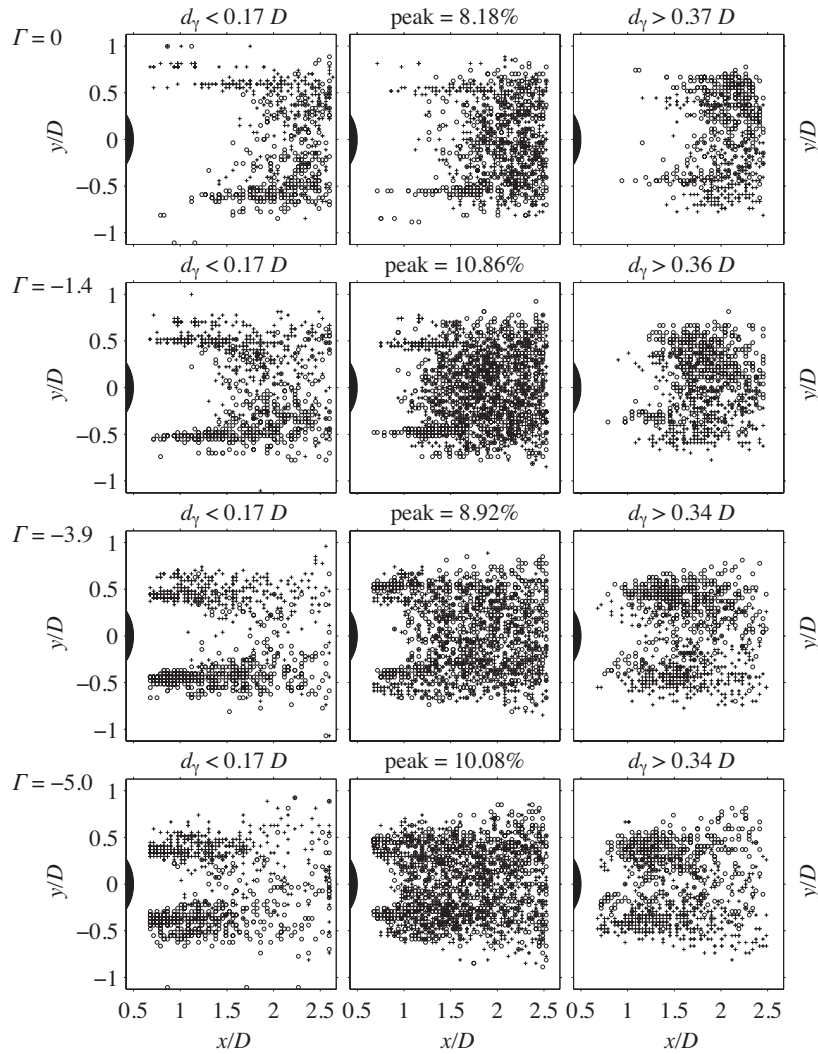 Γ = 0
d_γ < 0.17 D
peak = 8.18%
d_γ > 0.37 D
1
0.5
0
−0.5
−1
y/D
y/D
Γ = −1.4
d_γ < 0.17 D
peak = 10.86%
d_γ > 0.36 D
1
0.5
0
−0.5
−1
y/D
y/D
Γ = −3.9
d_γ < 0.17 D
peak = 8.92%
d_γ > 0.34 D
1
0.5
0
−0.5
−1
y/D
y/D
Γ = −5.0
d_γ < 0.17 D
peak = 10.08%
d_γ > 0.34 D
1
0.5
0
−0.5
−1
y/D
y/D
0.5 1 1.5 2 2.5 0.5 1 1.5 2 2.5 0.5 1 1.5 2 2.5
x/D x/D x/D